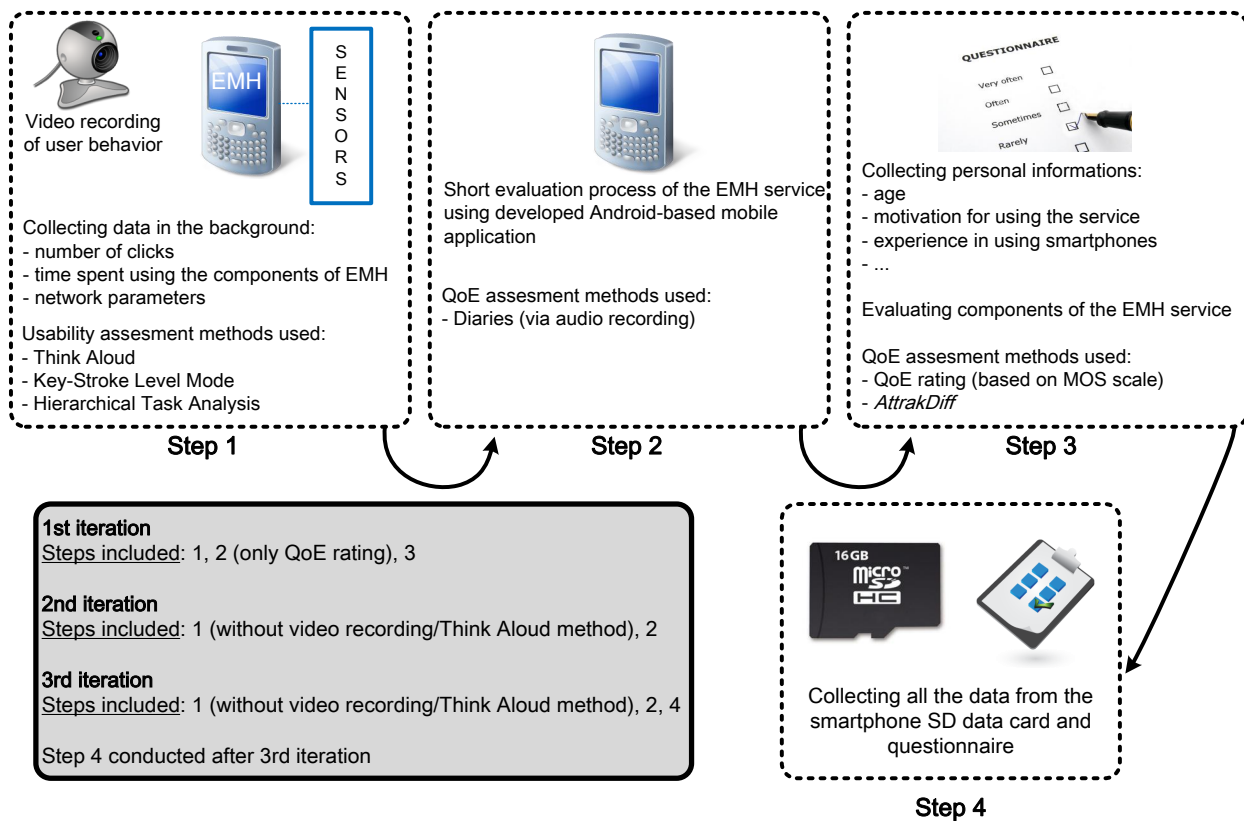 Video recording
of user behavior
EMH
S
E
N
S
O
R
S
Collecting data in the background:
- number of clicks
- time spent using the components of EMH
- network parameters
Usability assesment methods used:
- Think Aloud
- Key-Stroke Level Mode
- Hierarchical Task Analysis
Step 1
Short evaluation process of the EMH service
using developed Android-based mobile
application
QoE assesment methods used:
- Diaries (via audio recording)
Step 2
QUESTIONNAIRE
Very often
Often
Sometimes
Rarely
Collecting personal informations:
- age
- motivation for using the service
- experience in using smartphones
- ...
Evaluating components of the EMH service
QoE assesment methods used:
- QoE rating (based on MOS scale)
- AttrakDiff
Step 3
1st iteration
Steps included: 1, 2 (only QoE rating), 3
2nd iteration
Steps included: 1 (without video recording/Think Aloud method), 2
3rd iteration
Steps included: 1 (without video recording/Think Aloud method), 2, 4
Step 4 conducted after 3rd iteration
16GB
micro
SD
HC
™
Collecting all the data from the
smartphone SD data card and
questionnaire
Step 4